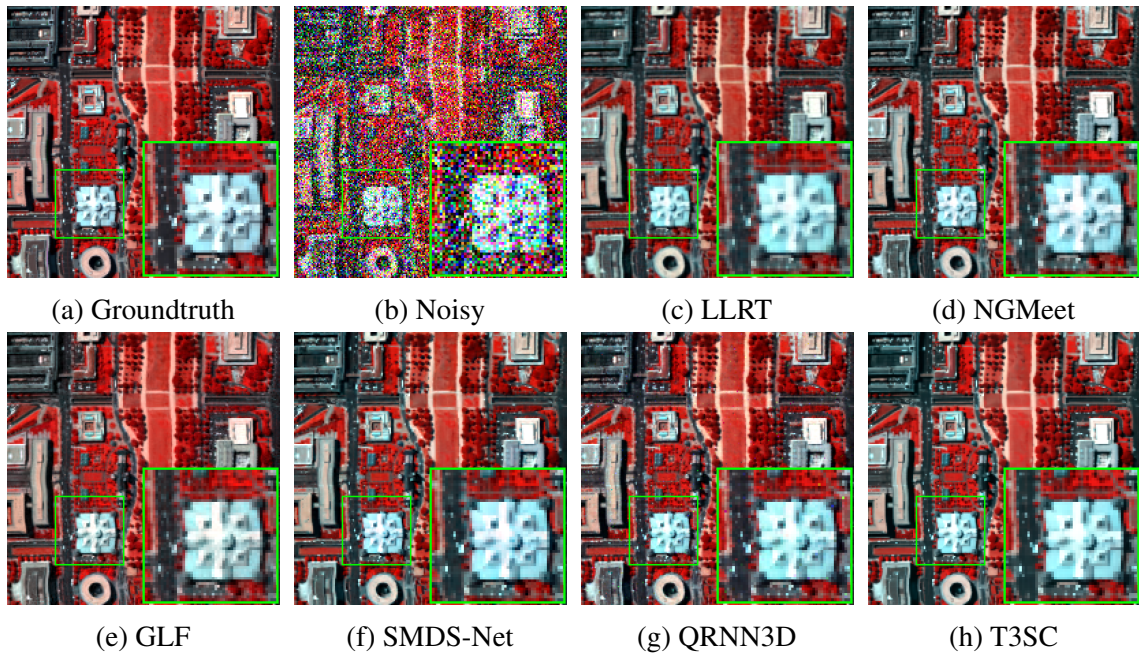 (a) Groundtruth (b) Noisy (c) LLRT (d) NGMeet
(e) GLF (f) SMDS-Net (g) QRNN3D (h) T3SC